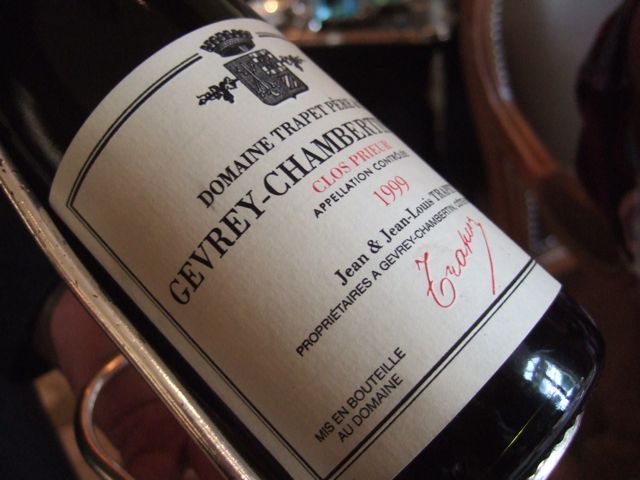 DOMAINE TRAPET PÈRE
GEVREY-CHAMBERTIN
CLOS PRIEUR
APPELLATION CONTRÔLÉE
1999
Jean & Jean-Louis TRAPET
PROPRIÉTAIRES A GEVREY-CHAMBERTIN
Trapet
MIS EN BOUTEILLE
AU DOMAINE